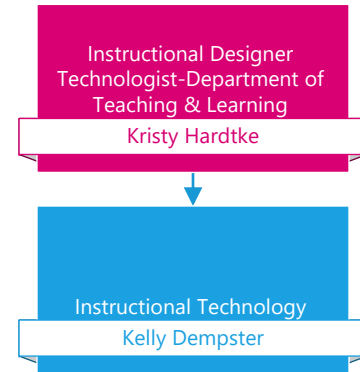 Instructional Designer
Technologist-Department of
Teaching & Learning
Kristy Hardtke
Instructional Technology
Kelly Dempster